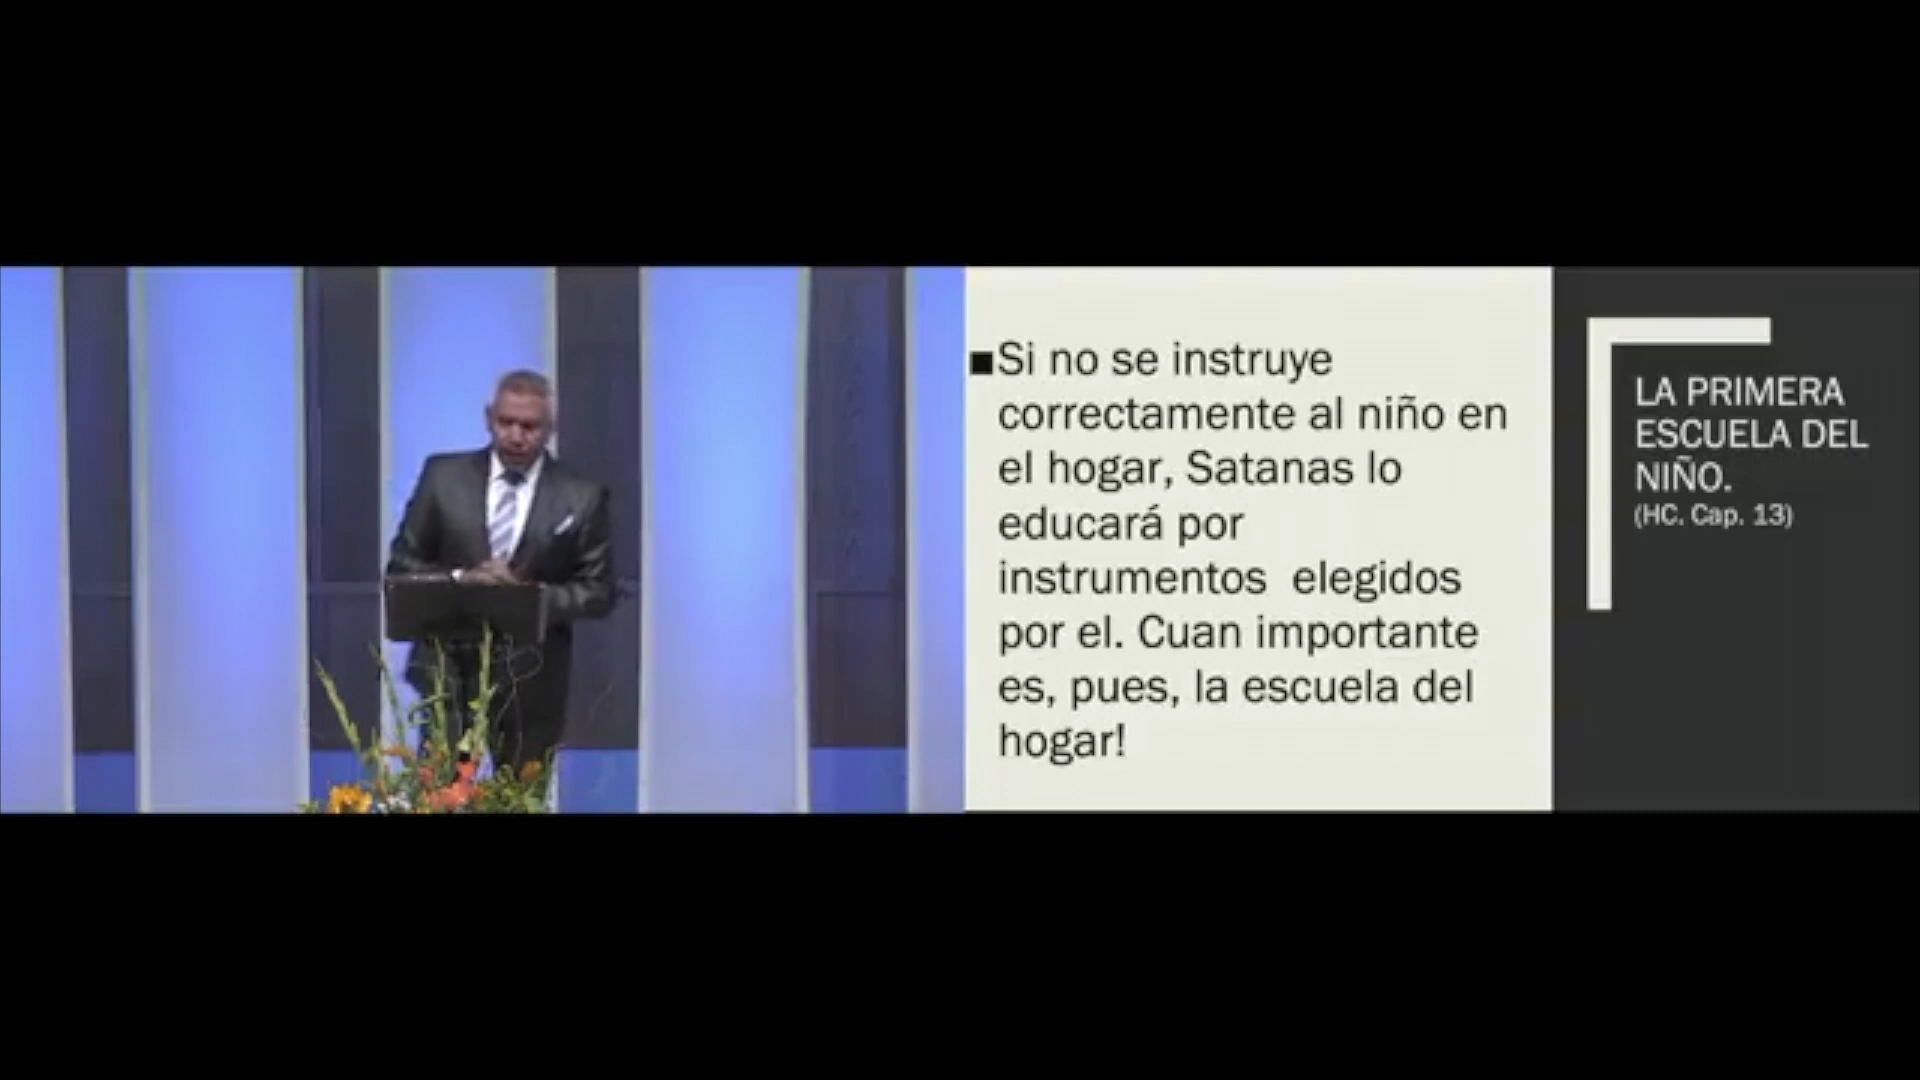 ■Si no se instruye
correctamente al niño en
el hogar, Satanas lo
educará por
instrumentos  elegidos
por el. Cuan importante
es, pues, la escuela del
hogar!
LA PRIMERA
ESCUELA DEL
NIÑO.
(HC. Cap. 13)